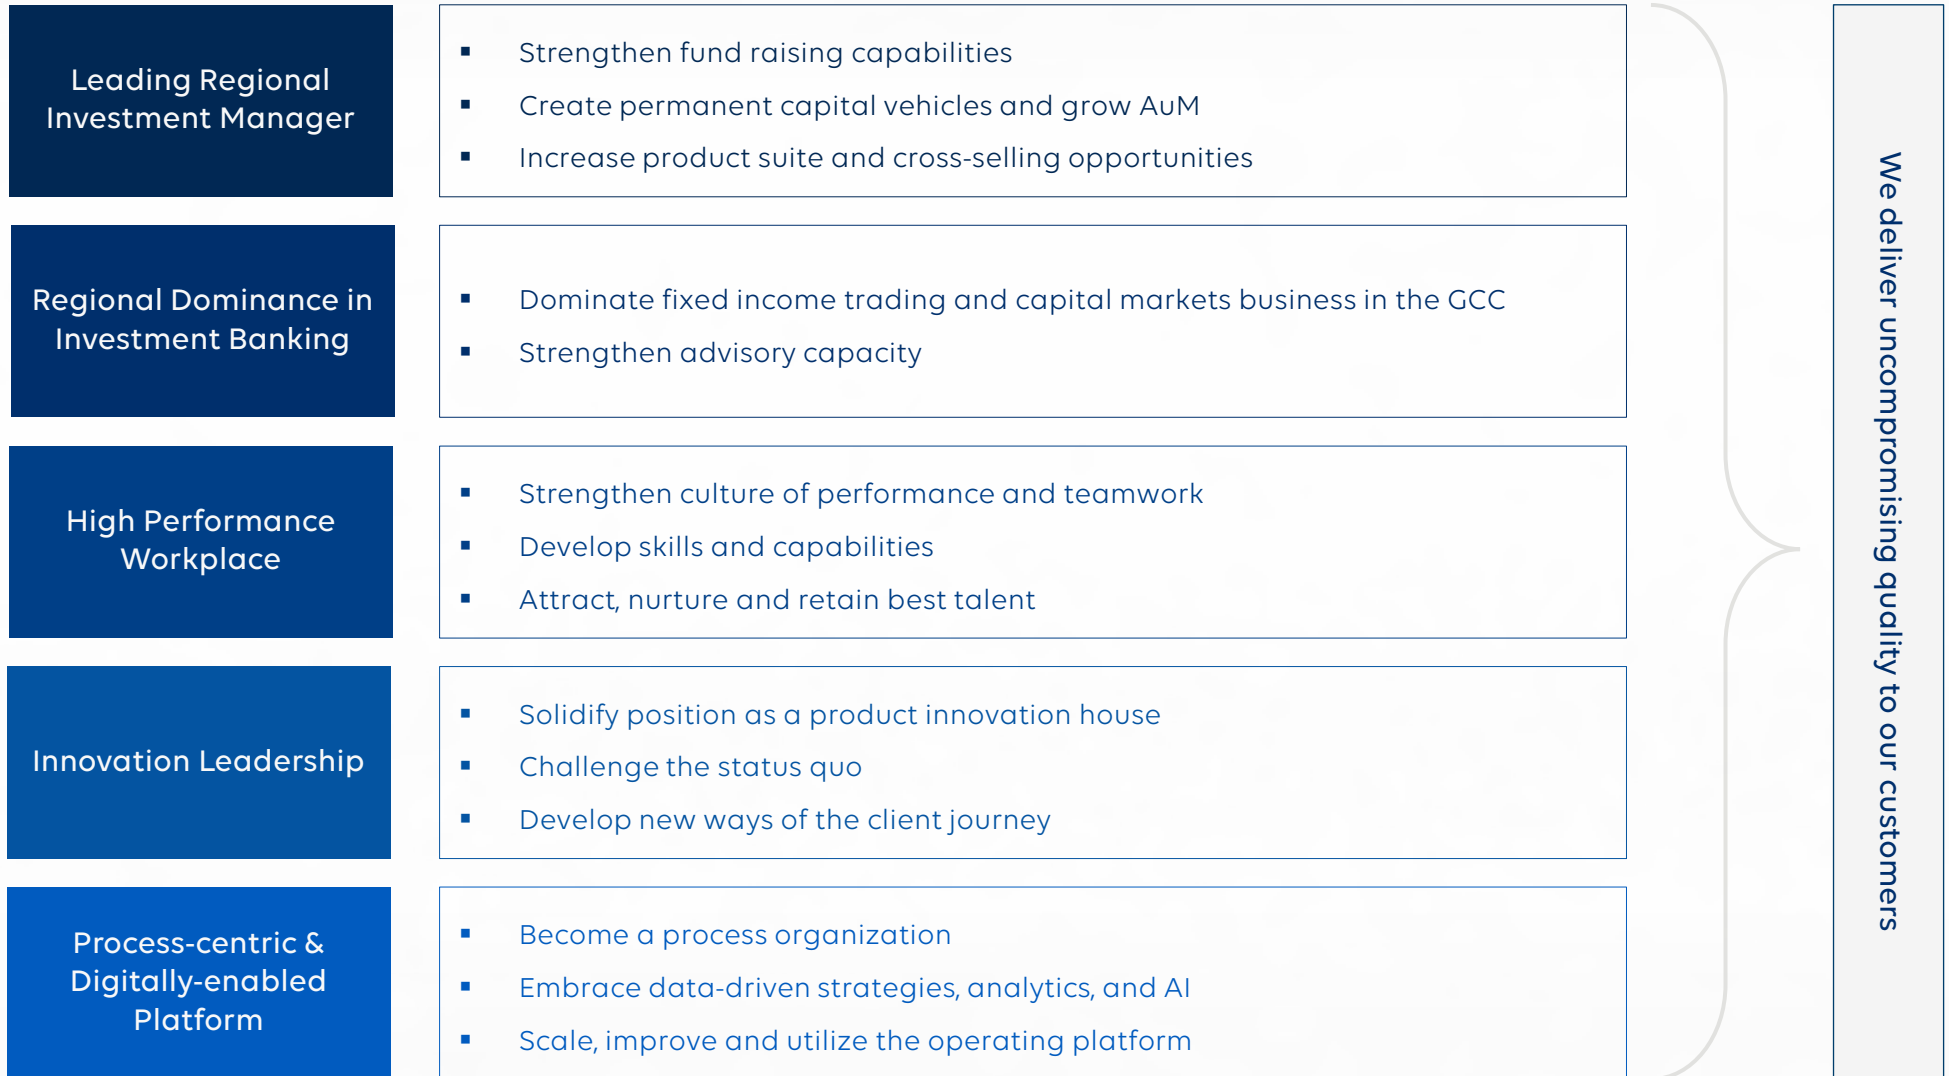 Leading Regional
Investment Manager
▪ Strengthen fund raising capabilities
▪ Create permanent capital vehicles and grow AuM
▪ Increase product suite and cross-selling opportunities
Regional Dominance in
Investment Banking
▪ Dominate fixed income trading and capital markets business in the GCC
▪ Strengthen advisory capacity
High Performance
Workplace
▪ Strengthen culture of performance and teamwork
▪ Develop skills and capabilities
▪ Attract, nurture and retain best talent
Innovation Leadership
▪ Solidify position as a product innovation house
▪ Challenge the status quo
▪ Develop new ways of the client journey
Process-centric &
Digitally-enabled
Platform
▪ Become a process organization
▪ Embrace data-driven strategies, analytics, and AI
▪ Scale, improve and utilize the operating platform
We deliver uncompromising quality to our customers